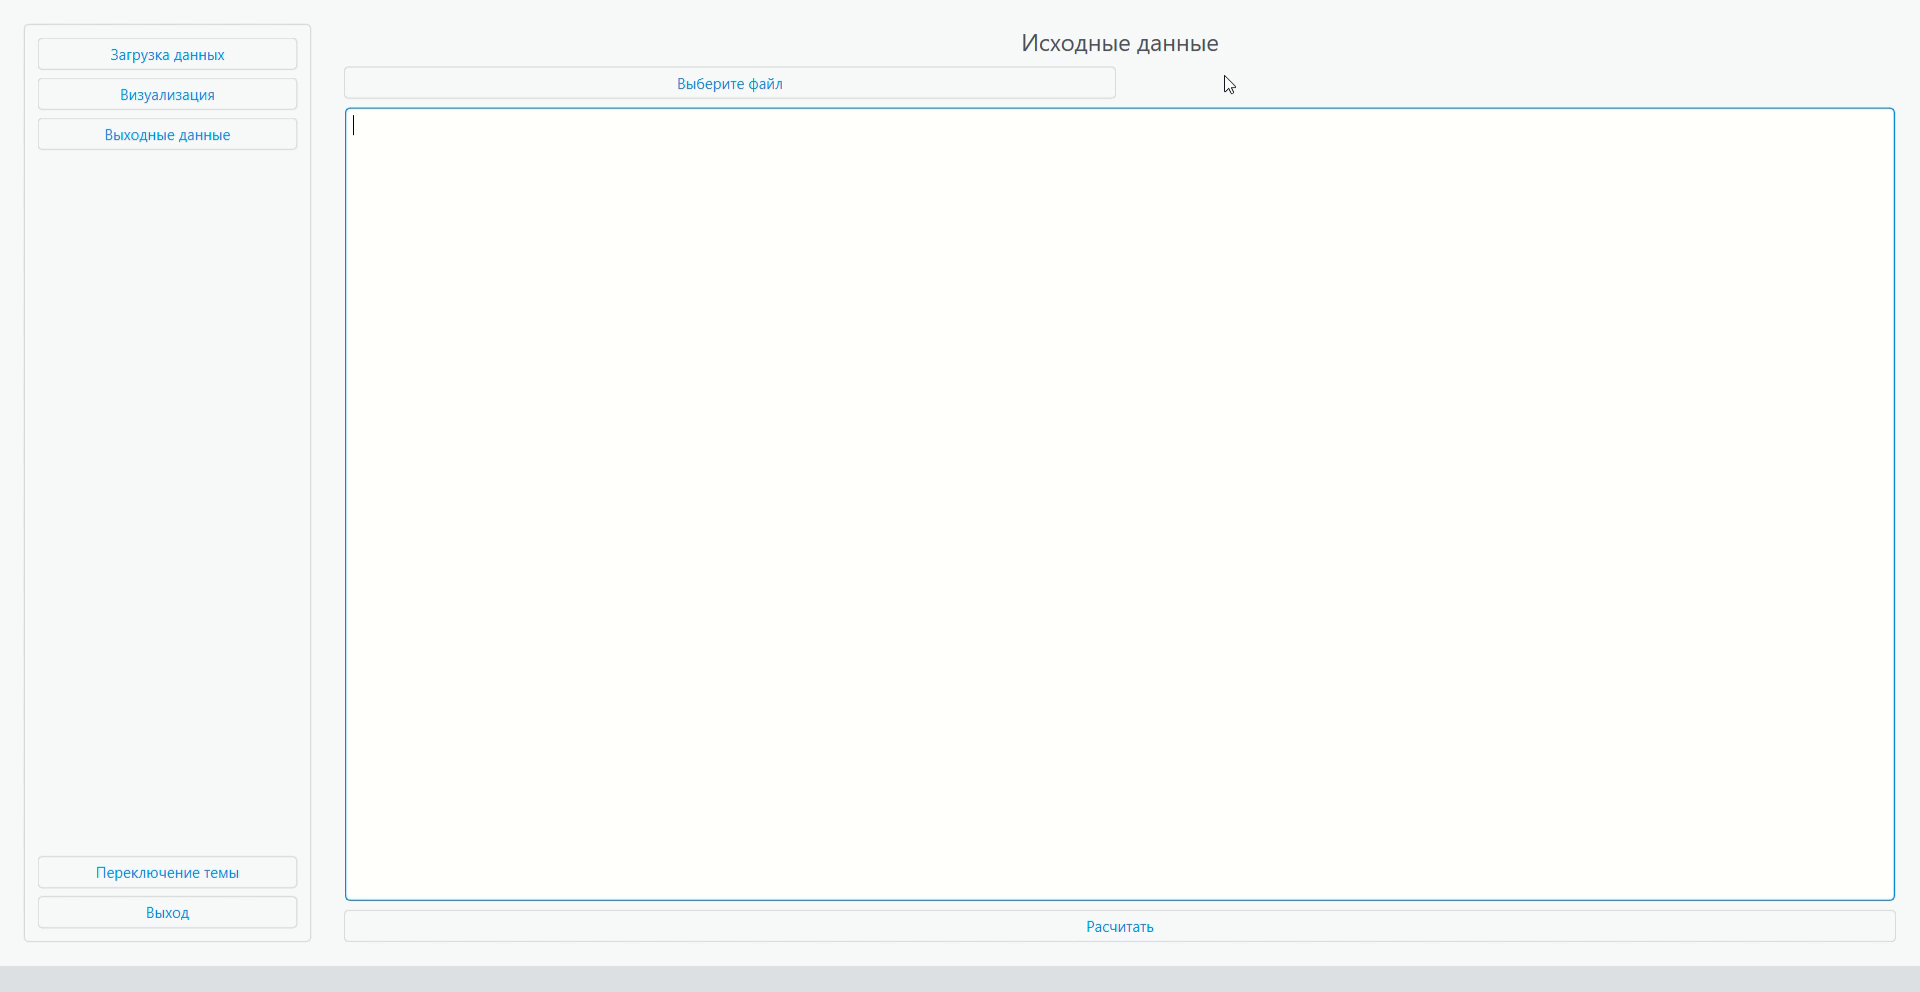 Загрузка данных
Визуализация
Выходные данные
Переключение темы
Выход
Исходные данные
Выберите файл
Расчитать